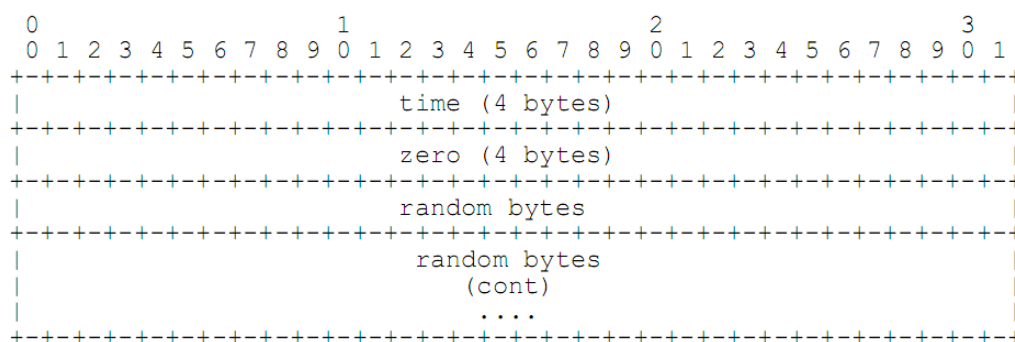 0 1 2 3
0 1 2 3 4 5 6 7 8 9 0 1 2 3 4 5 6 7 8 9 0 1 2 3 4 5 6 7 8 9 0 1
+-+-+-+-+-+-+-+-+-+-+-+-+-+-+-+-+-+-+-+-+-+-+-+-+-+-+-+-+-+-+-+-+
| time (4 bytes) |
+-+-+-+-+-+-+-+-+-+-+-+-+-+-+-+-+-+-+-+-+-+-+-+-+-+-+-+-+-+-+-+-+
| zero (4 bytes) |
+-+-+-+-+-+-+-+-+-+-+-+-+-+-+-+-+-+-+-+-+-+-+-+-+-+-+-+-+-+-+-+-+
| random bytes |
+-+-+-+-+-+-+-+-+-+-+-+-+-+-+-+-+-+-+-+-+-+-+-+-+-+-+-+-+-+-+-+-+
| random bytes |
| (cont) |
| .... |
+-+-+-+-+-+-+-+-+-+-+-+-+-+-+-+-+-+-+-+-+-+-+-+-+-+-+-+-+-+-+-+-+